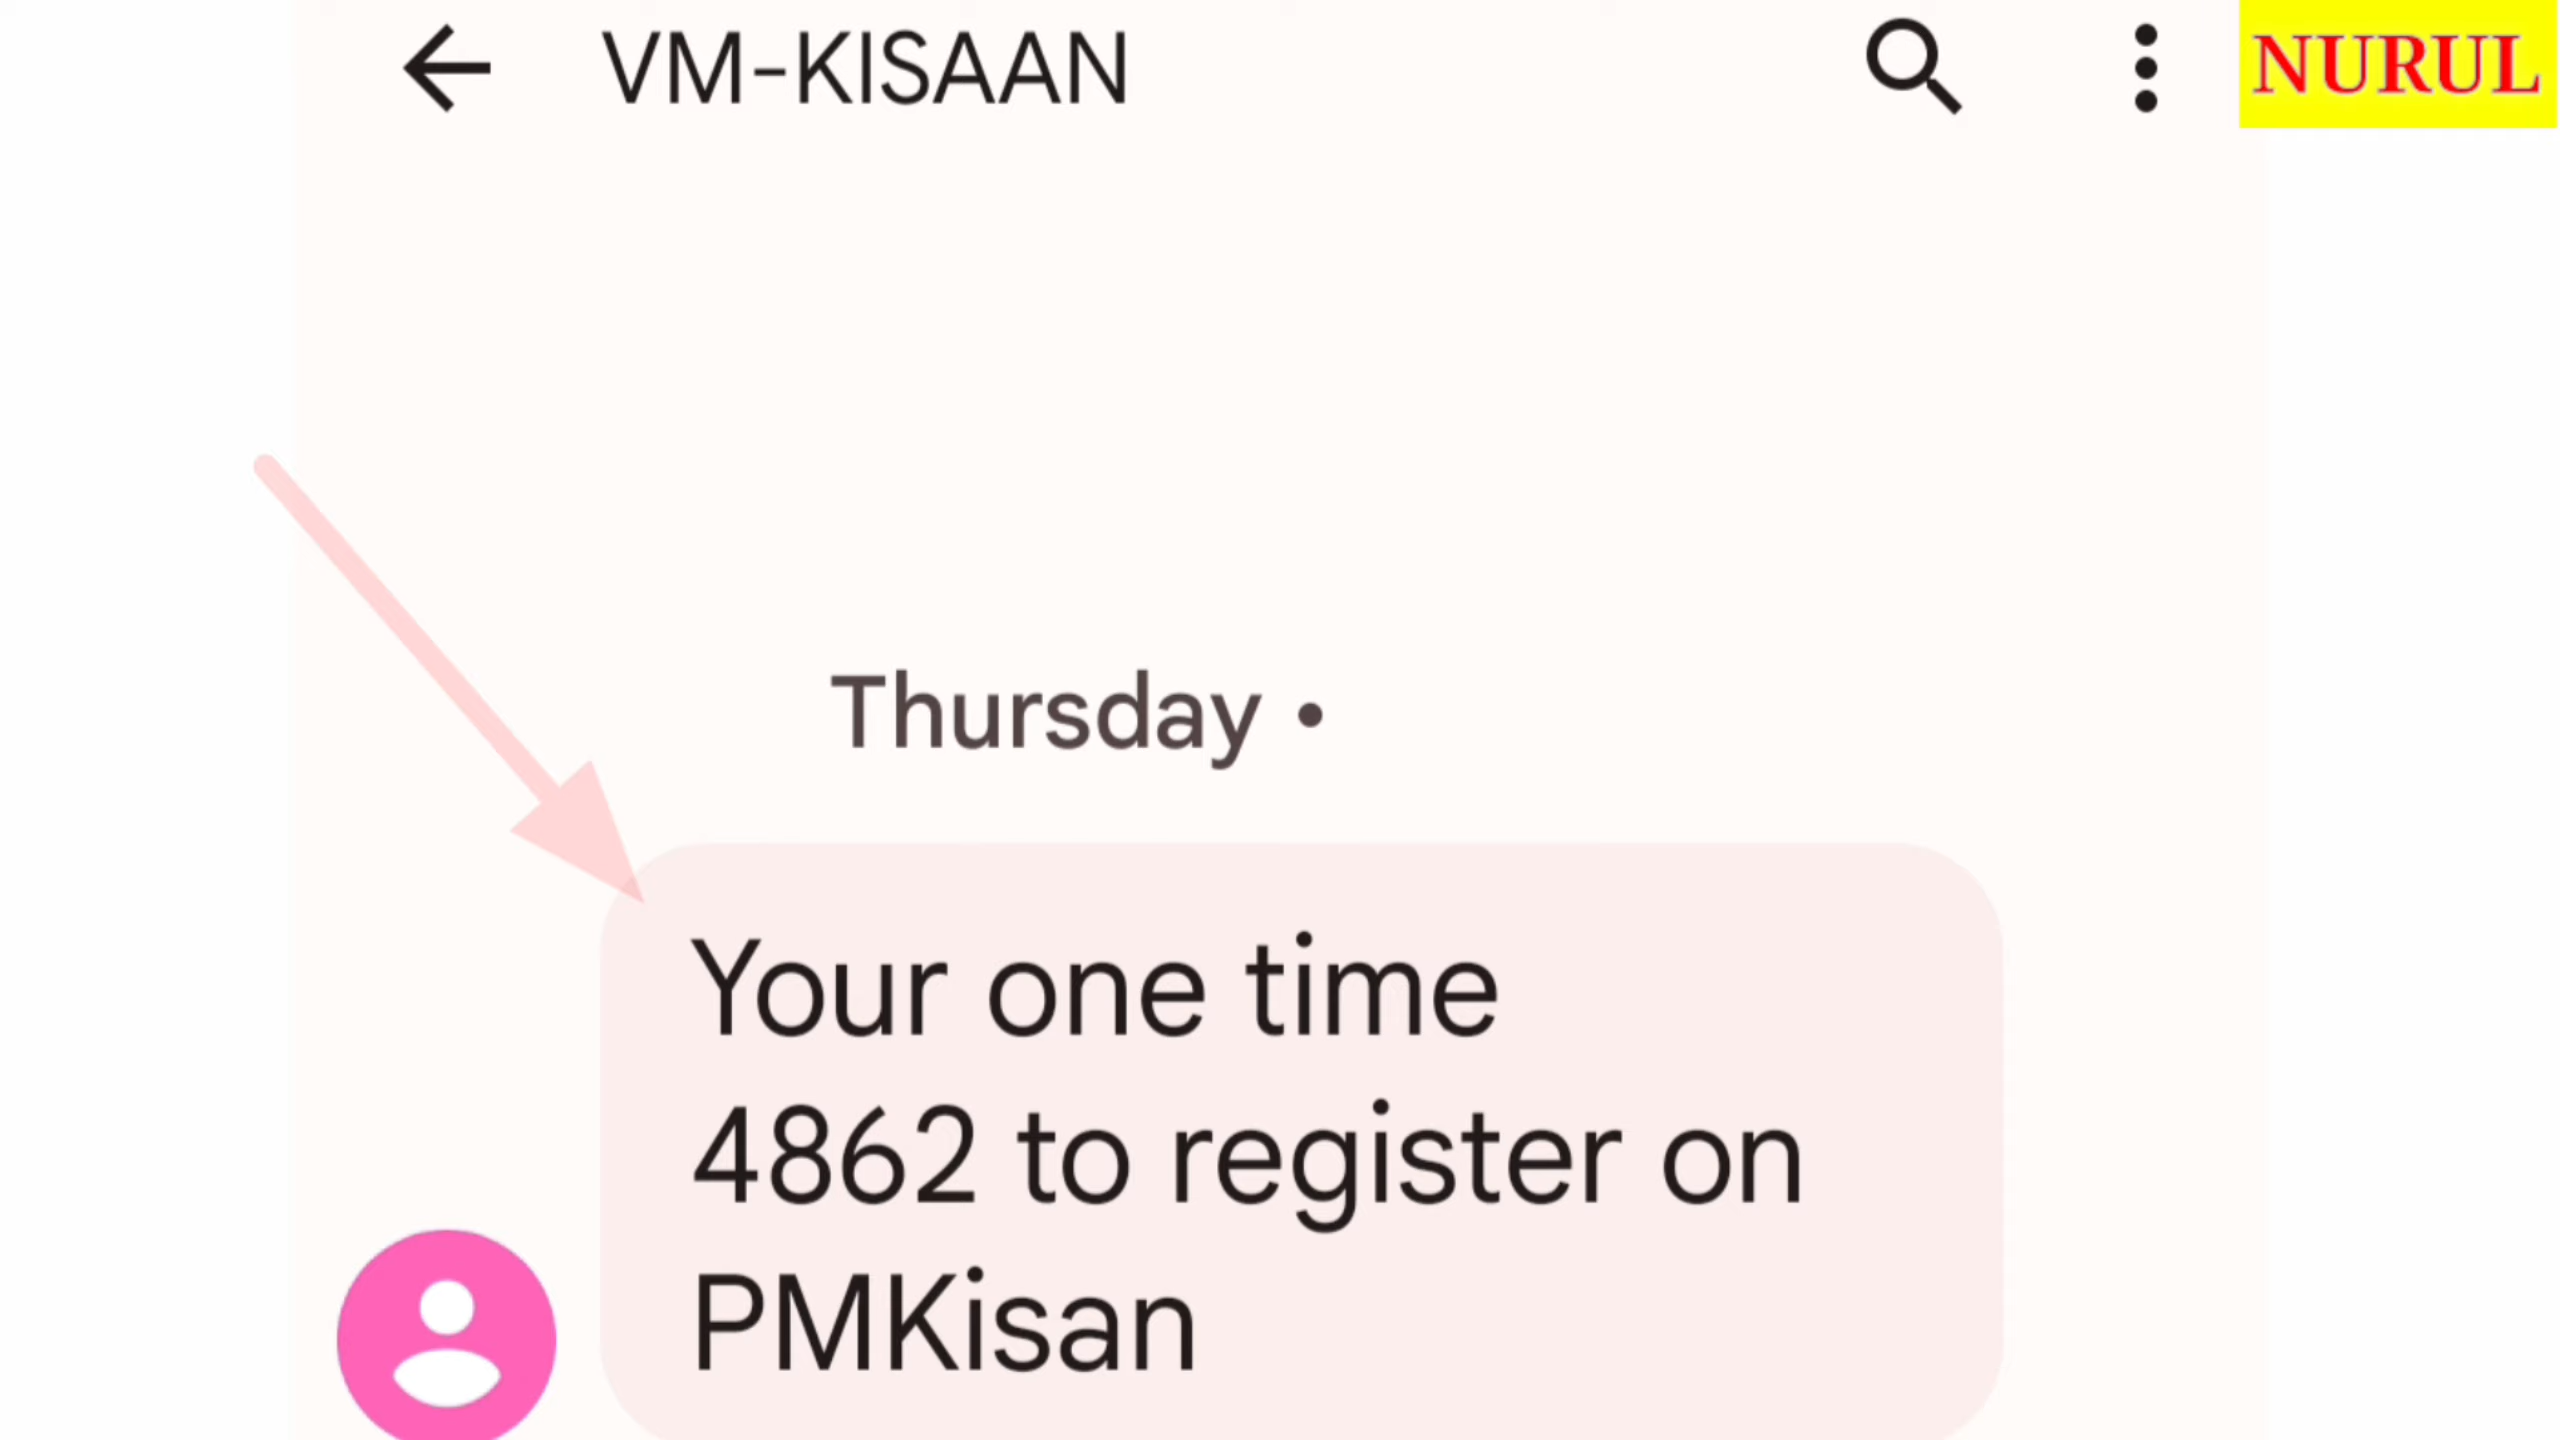 VM-KISAAN
NURUL
Thursday •
Your one time
4862 to register on
PMKisan